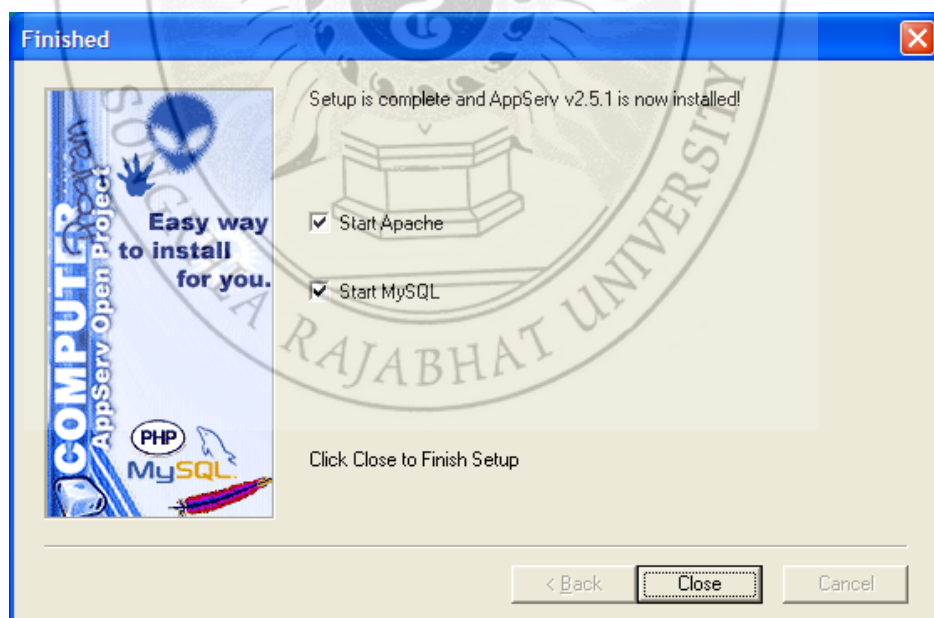 Finished
Setup is complete and AppServ v2.5.1 is now installed!
Start Apache
Start MySQL
Click Close to Finish Setup
< Back
Close
Cancel
COMPUTER
AppServ Open Project
Easy way
to install
for you.
PHP
MySQL
SONGKLA RAJABHAT UNIVERSITY